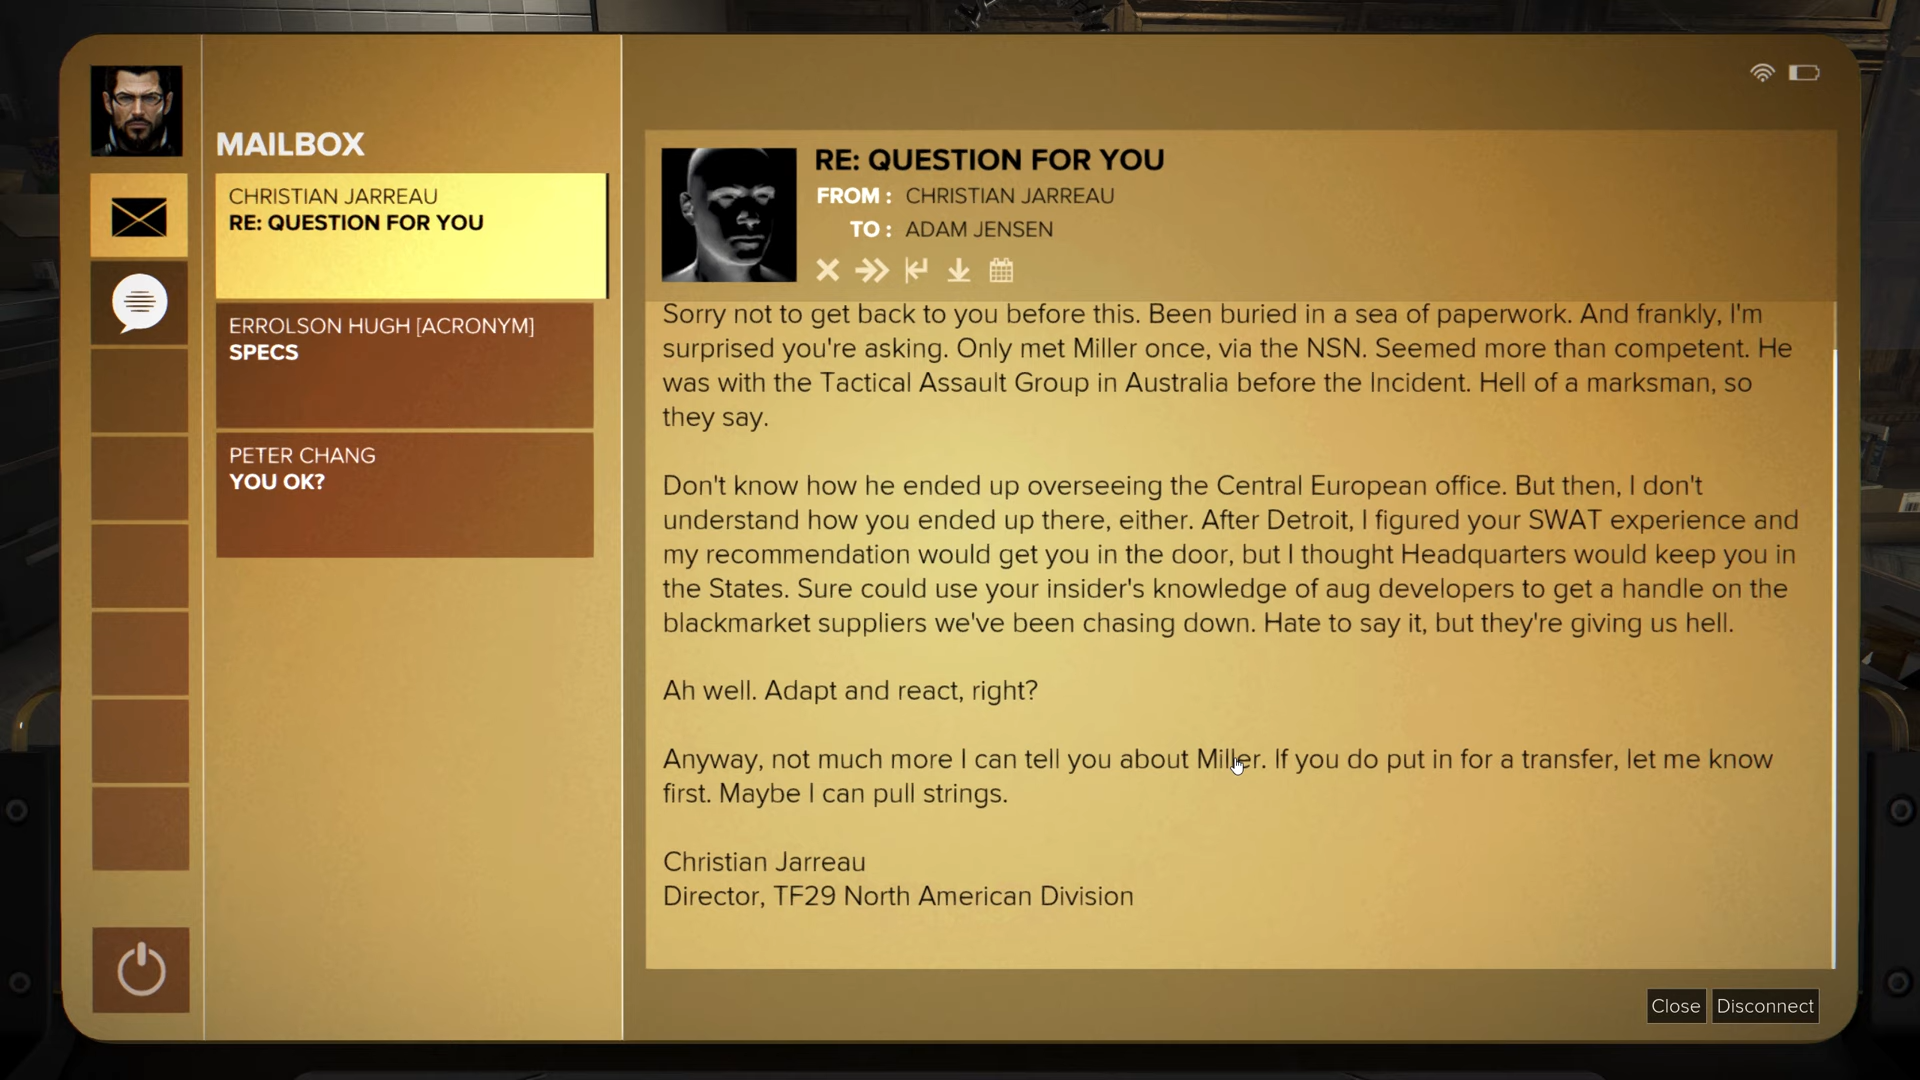 MAILBOX
CHRISTIAN JARREAU
RE: QUESTION FOR YOU
ERROLSON HUGH [ACRONYM]
SPECS
PETER CHANG
YOU OK?
RE: QUESTION FOR YOU
FROM : CHRISTIAN JARREAU
TO : ADAM JENSEN
Sorry not to get back to you before this. Been buried in a sea of paperwork. And frankly, I'm
surprised you're asking. Only met Miller once, via the NSN. Seemed more than competent. He
was with the Tactical Assault Group in Australia before the Incident. Hell of a marksman, so
they say.
Don't know how he ended up overseeing the Central European office. But then, I don't
understand how you ended up there, either. After Detroit, I figured your SWAT experience and
my recommendation would get you in the door, but I thought Headquarters would keep you in
the States. Sure could use your insider's knowledge of aug developers to get a handle on the
blackmarket suppliers we've been chasing down. Hate to say it, but they're giving us hell.
Ah well. Adapt and react, right?
Anyway, not much more I can tell you about Miller. If you do put in for a transfer, let me know
first. Maybe I can pull strings.
Christian Jarreau
Director, TF29 North American Division
Close Disconnect